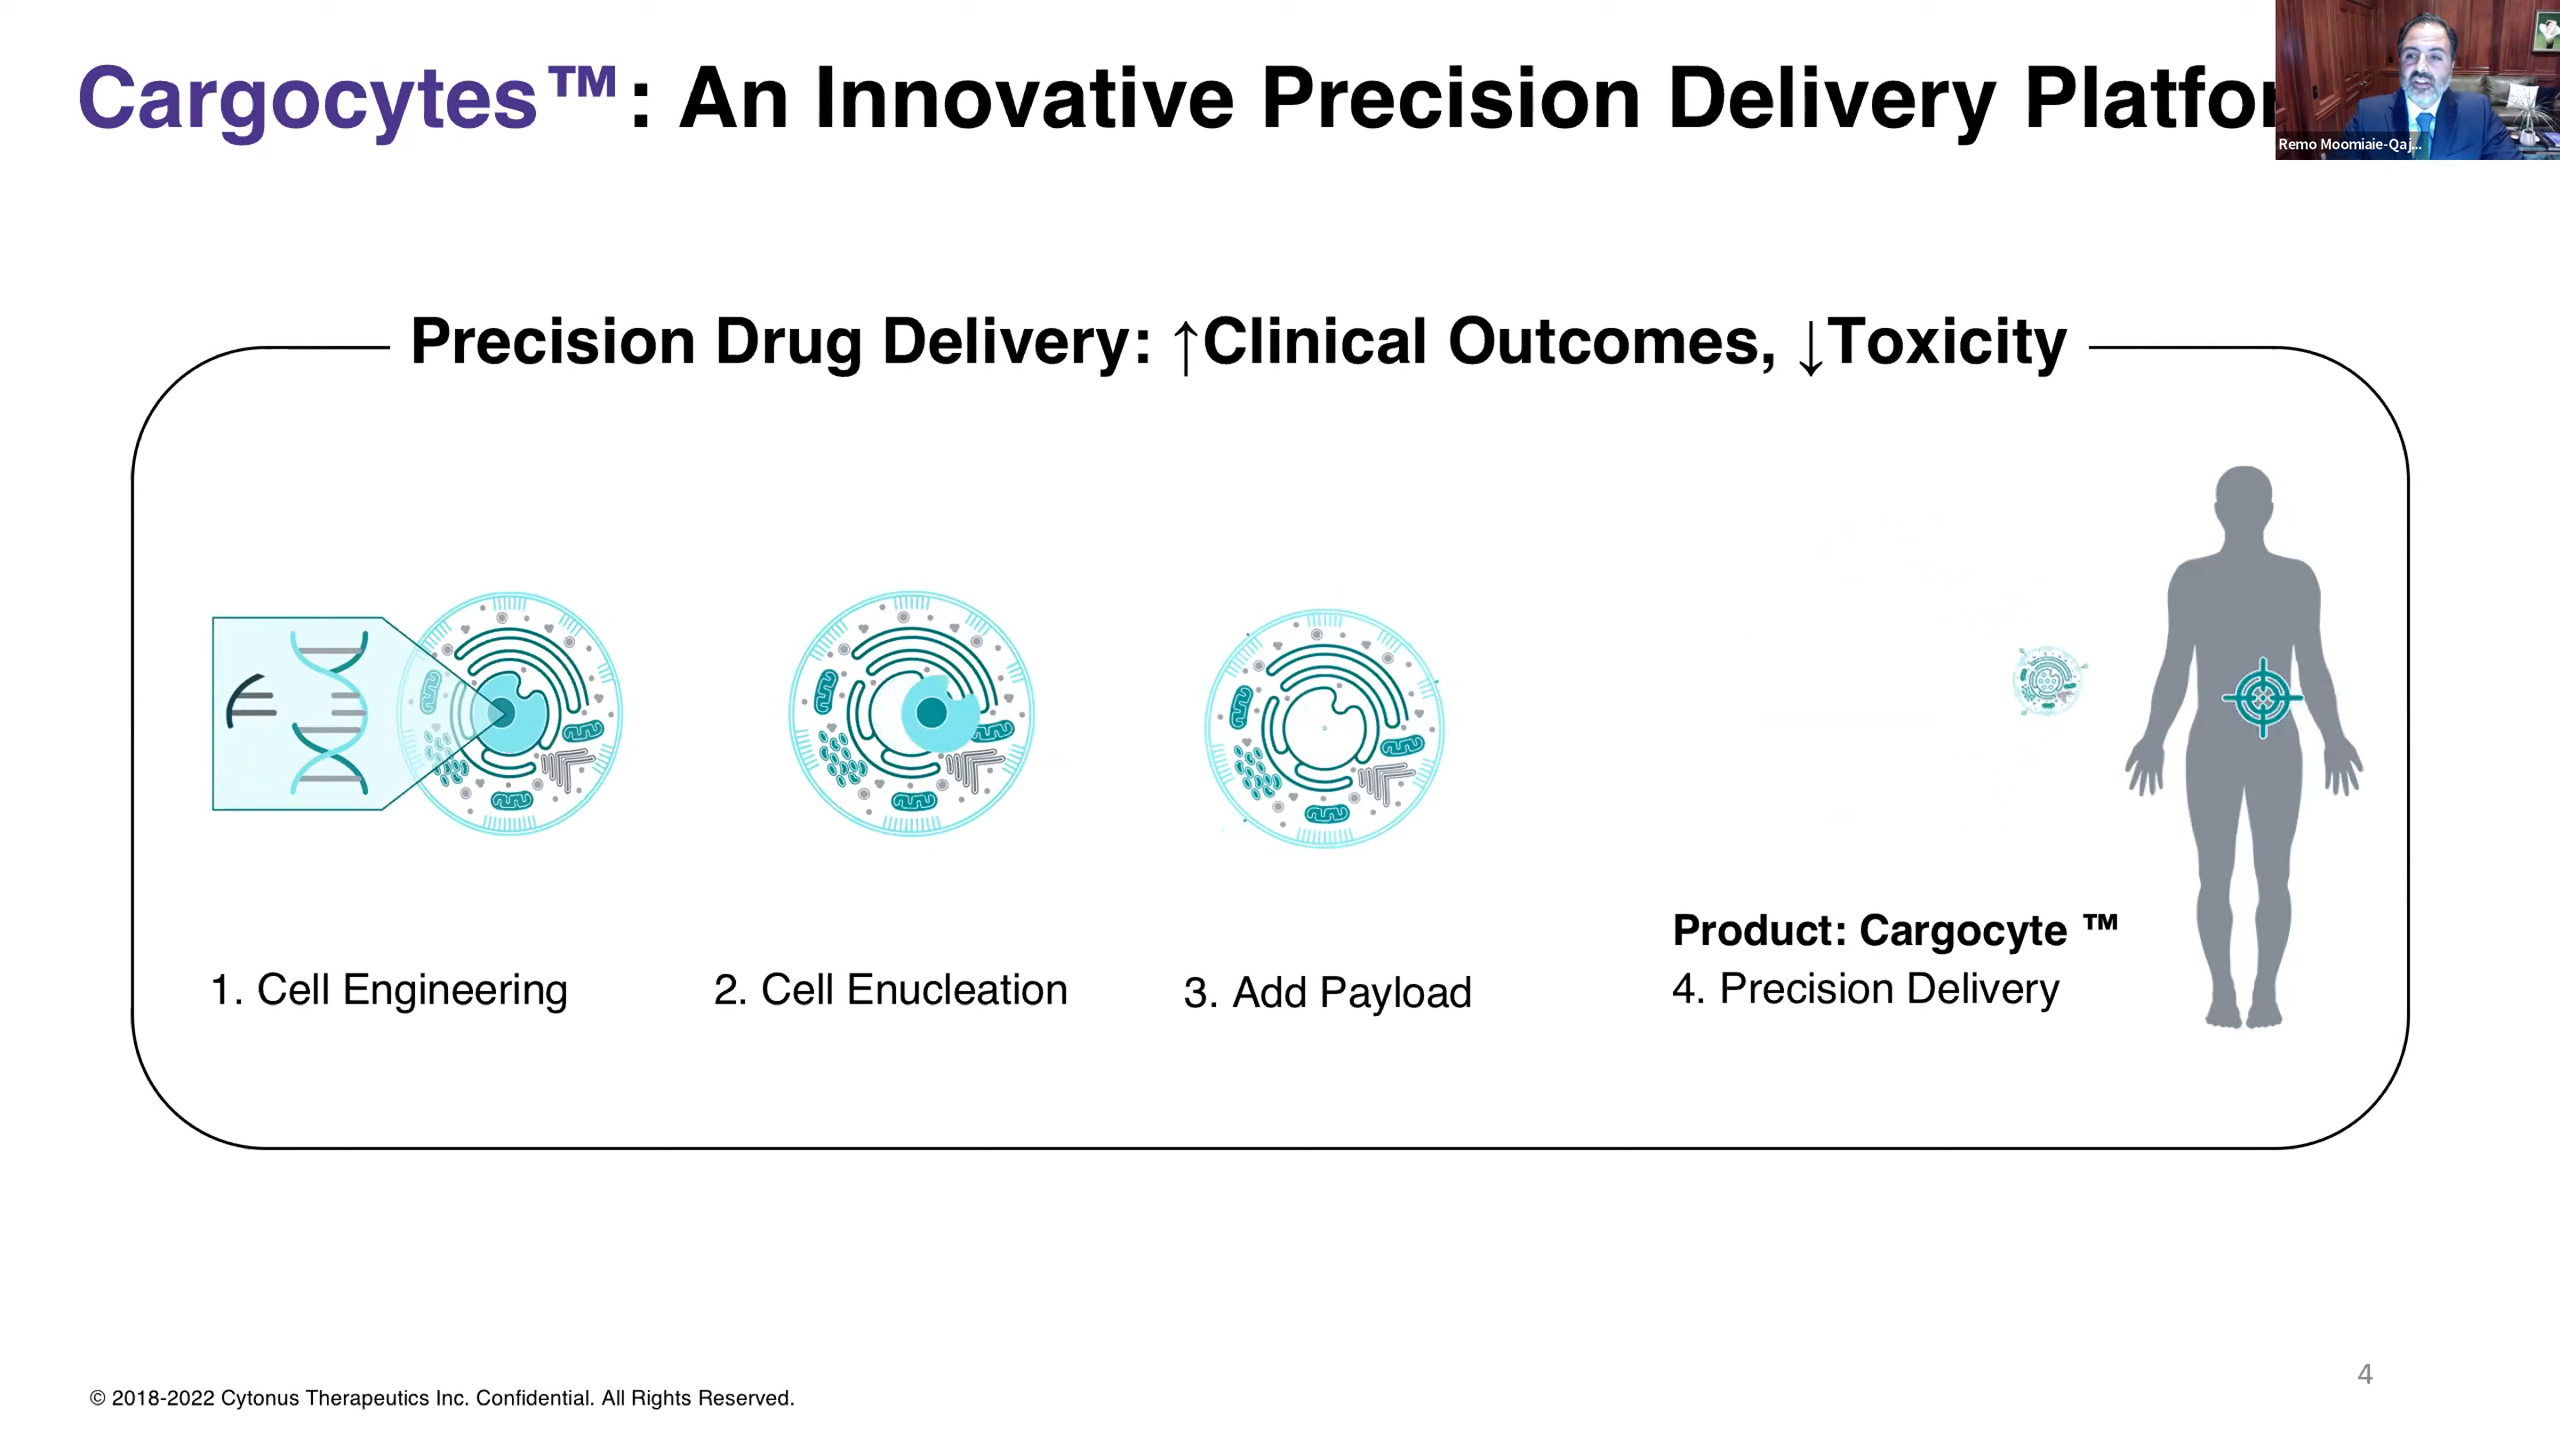 Cargocytes™: An Innovative Precision Delivery Platfor
Remo Moomiaie-Qaj...
Precision Drug Delivery: ↑Clinical Outcomes, ↓Toxicity
Product: Cargocyte ™
1. Cell Engineering
2. Cell Enucleation
3. Add Payload
4. Precision Delivery
© 2018-2022 Cytonus Therapeutics Inc. Confidential. All Rights Reserved.
4